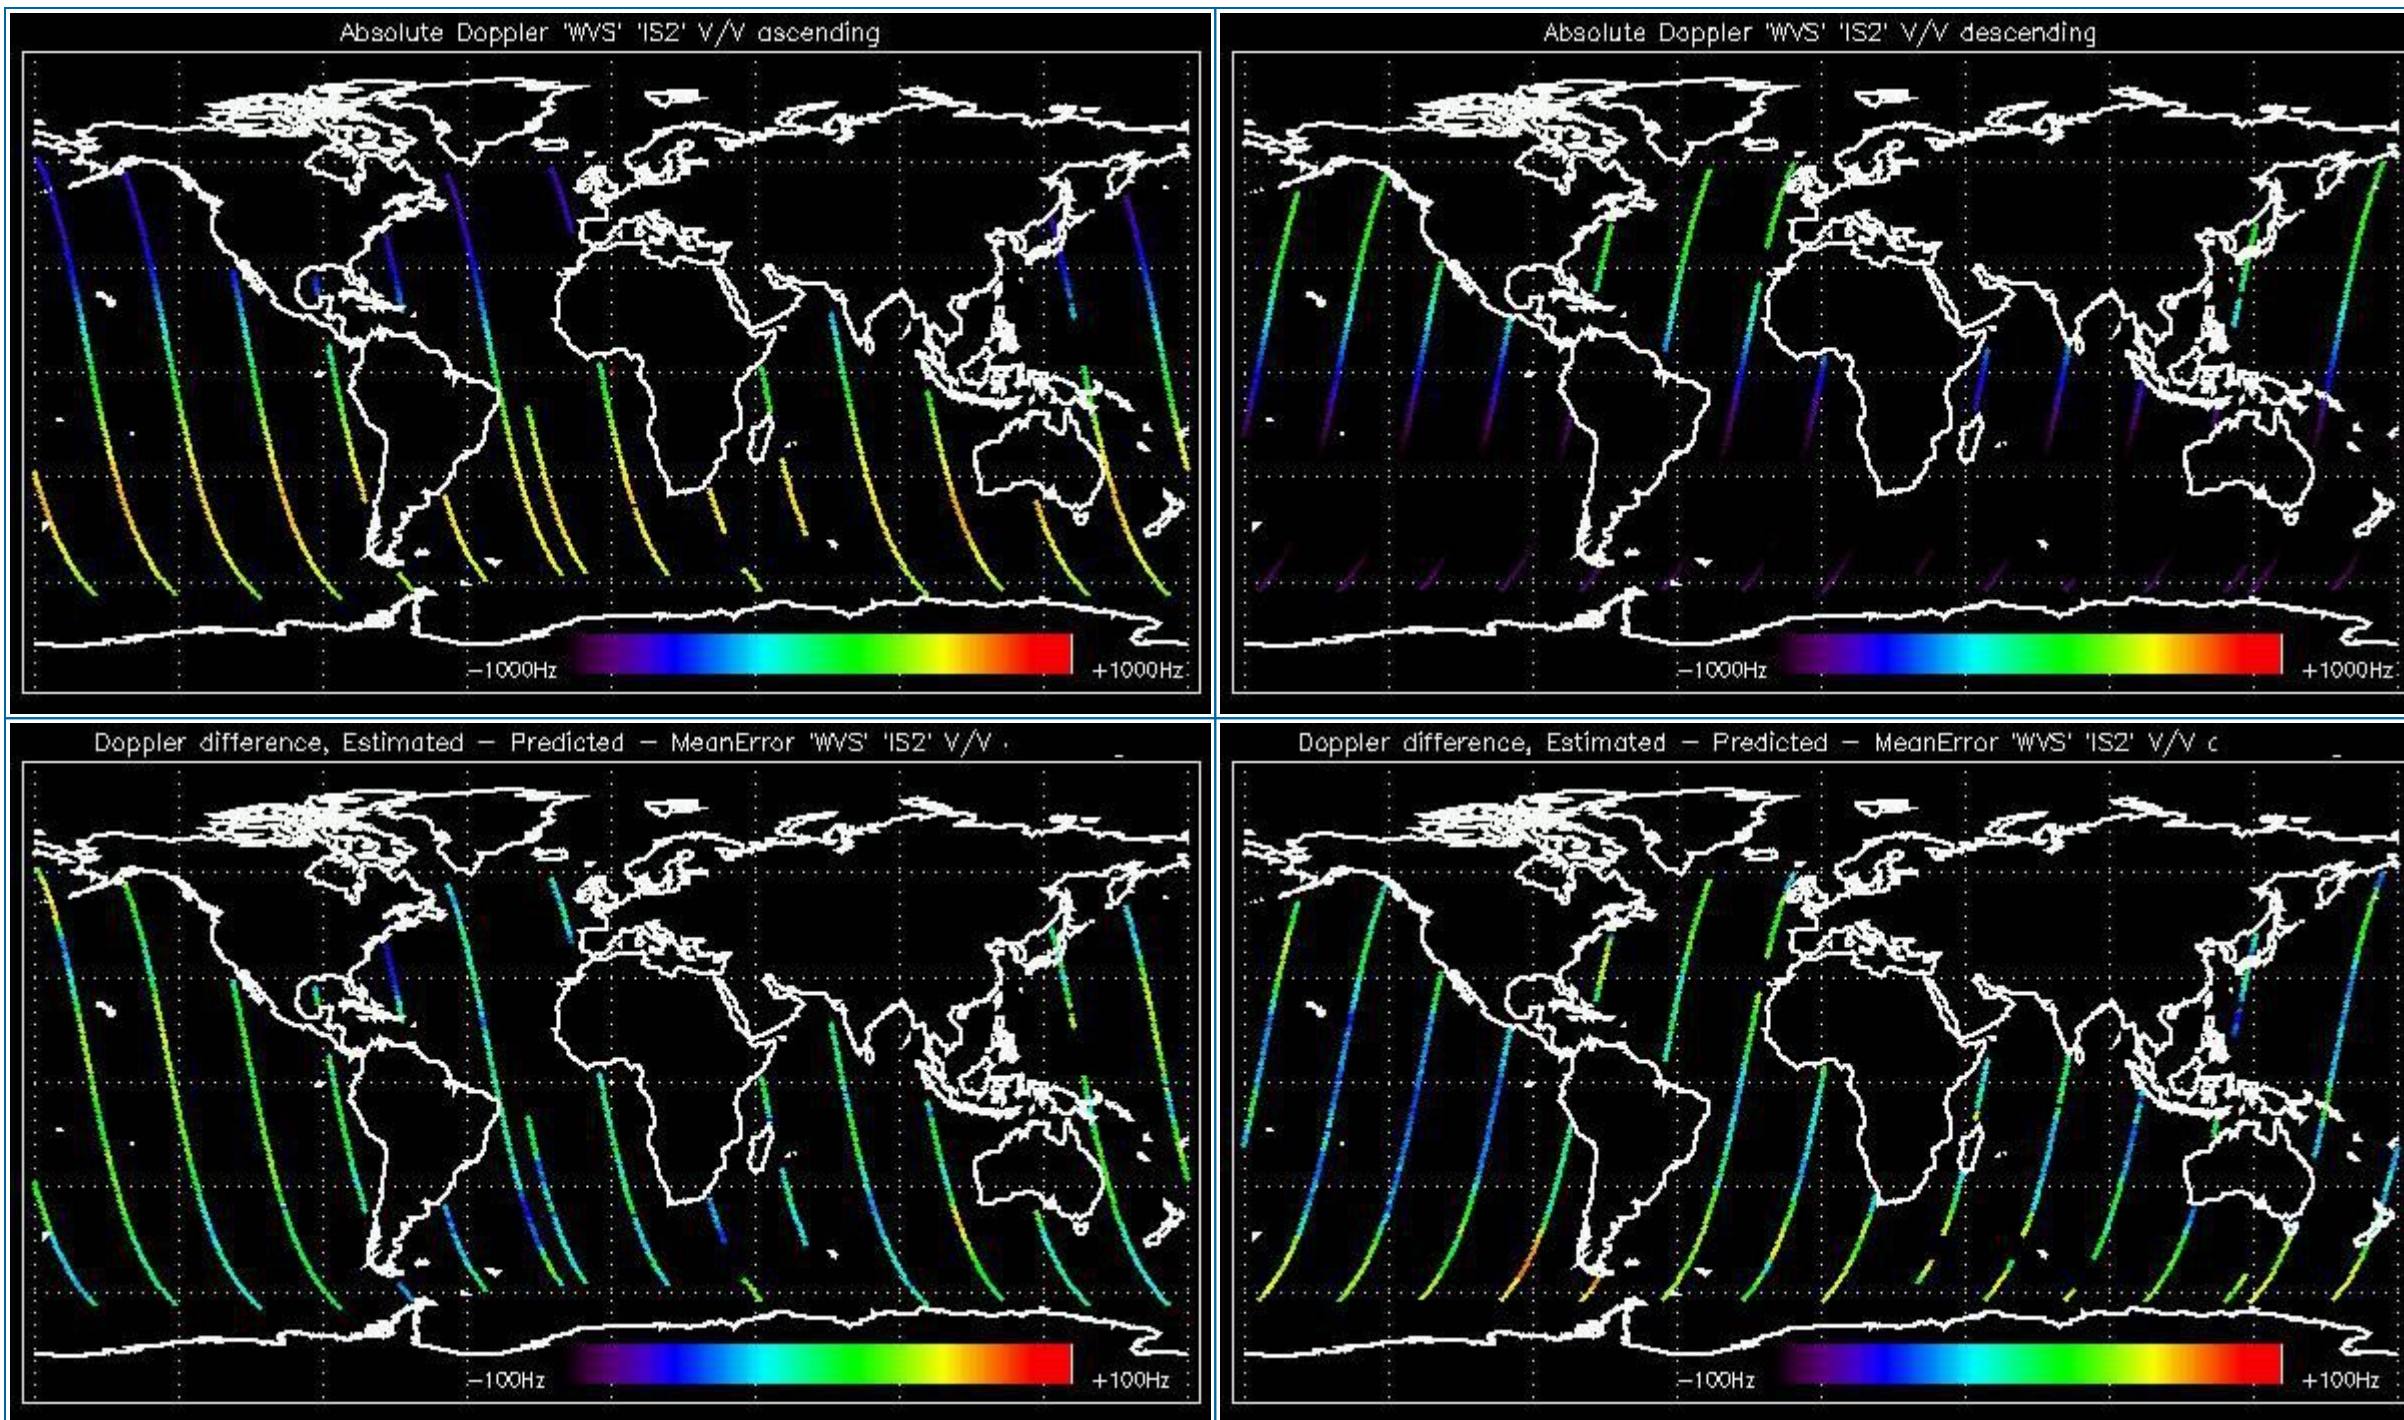 Absolute Doppler 'WVS' 'IS2' V/V ascending
-1000Hz
+1000Hz
Absolute Doppler 'WVS' 'IS2' V/V descending
-1000Hz
+1000Hz
Doppler difference, Estimated - Predicted - MeanError 'WVS' 'IS2' V/V
-100Hz
+100Hz
Doppler difference, Estimated - Predicted - MeanError 'WVS' 'IS2' V/V
-100Hz
+100Hz